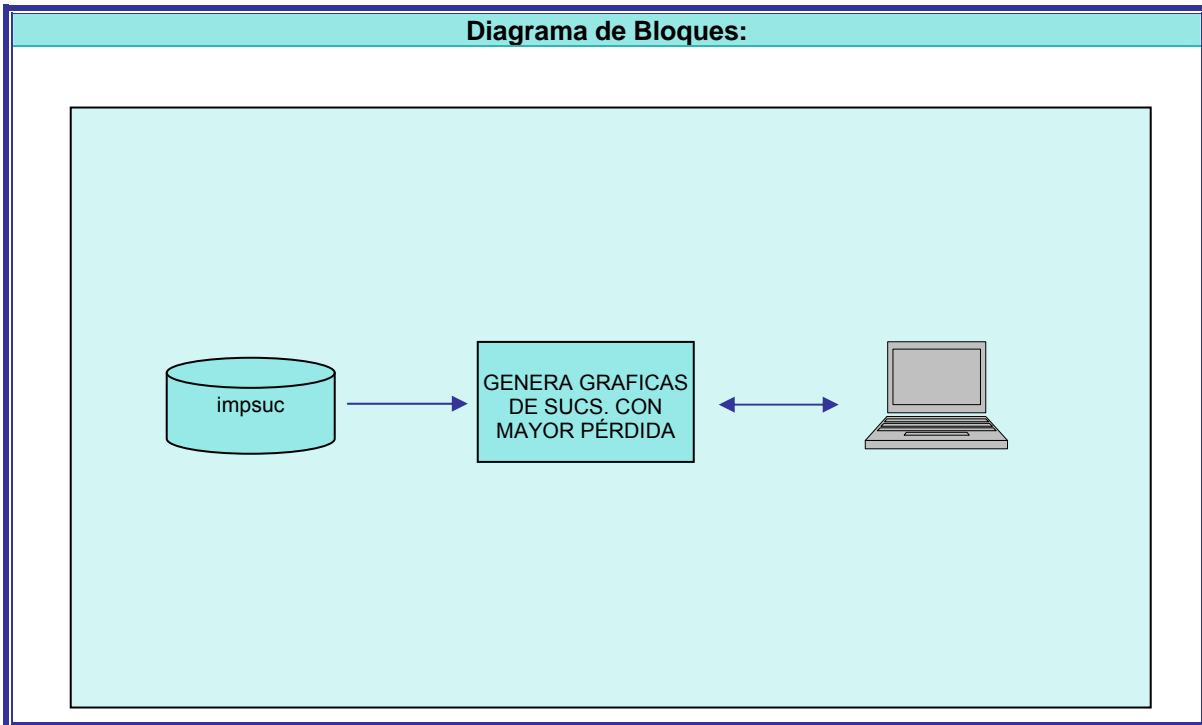 Diagrama de Bloques:
impsuc
GENERA GRAFICAS
DE SUCS. CON
MAYOR PÉRDIDA